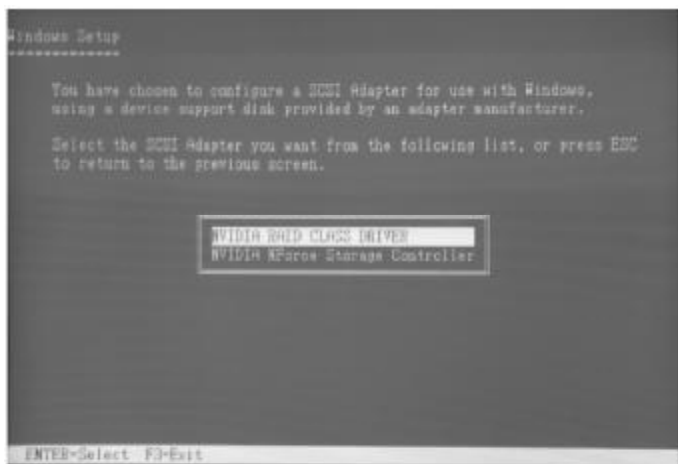 Windows Setup
You have chosen to configure a SCSI Adapter for use with Windows,
using a device support disk provided by an adapter manufacturer.
Select the SCSI Adapter you want from the following list, or press ESC
to return to the previous screen.
NVIDIA RAID CLASS DRIVER
NVIDIA NForce Storage Controller
ENTER=Select F3=Exit